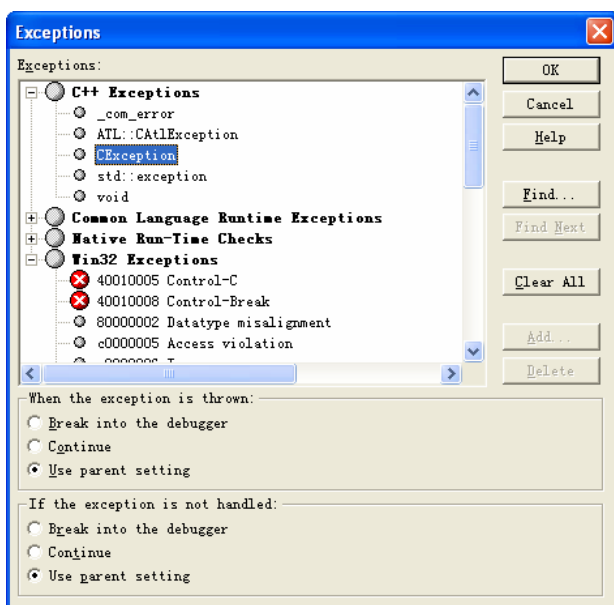 Exceptions
Exceptions:
C++ Exceptions
_com_error
ATL::CAtlException
CException
std::exception
void
Common Language Runtime Exceptions
Native Run-Time Checks
Win32 Exceptions
40010005 Control-C
40010008 Control-Break
80000002 Datatype misalignment
c0000005 Access violation
OK
Cancel
Help
Find...
Find Next
Clear All
Add...
Delete
When the exception is thrown:
Break into the debugger
Continue
Use parent setting
If the exception is not handled:
Break into the debugger
Continue
Use parent setting